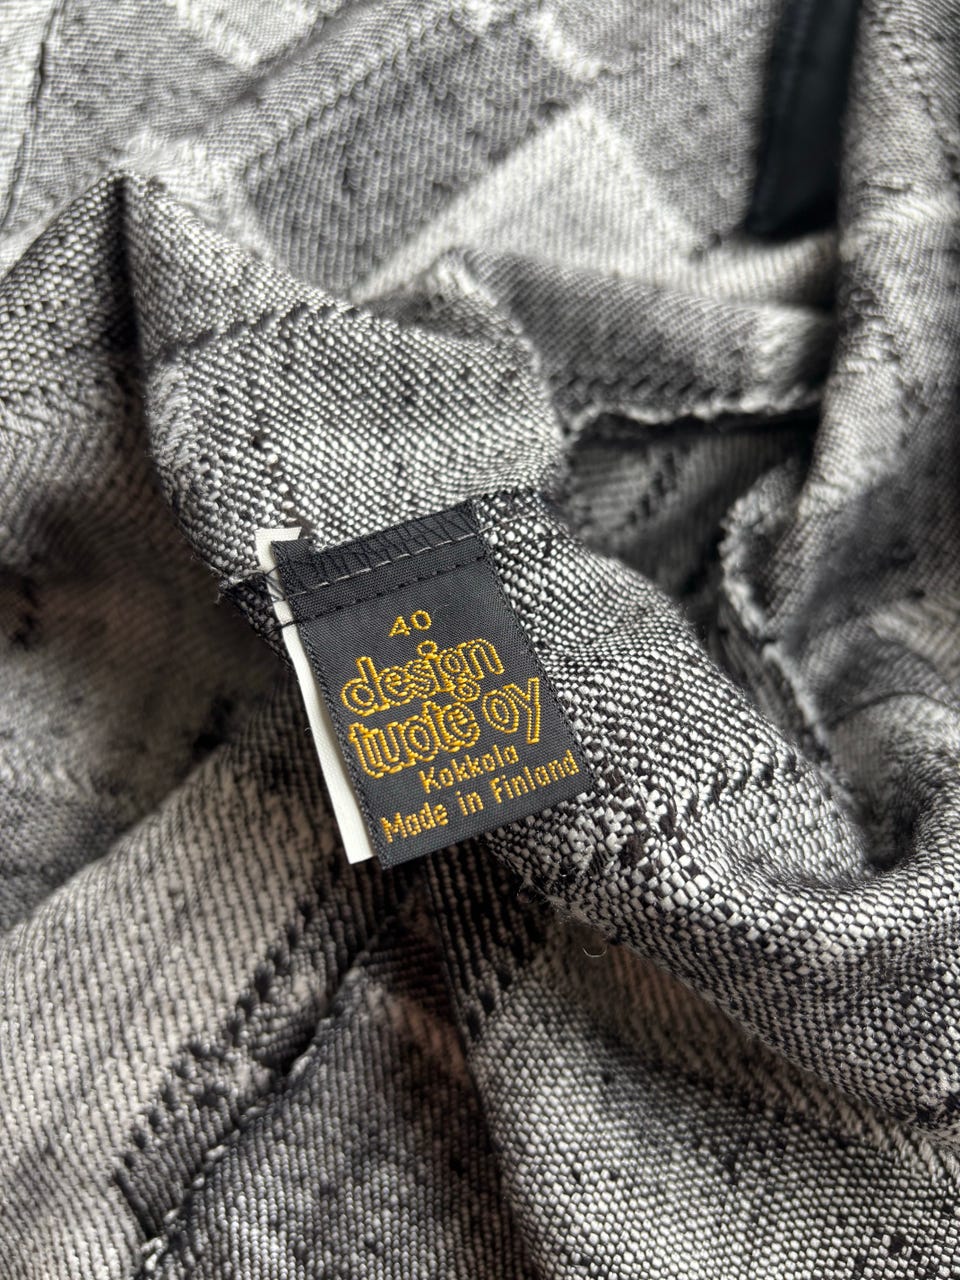 40
design
tuote oy
Kokkola
Made in Finland